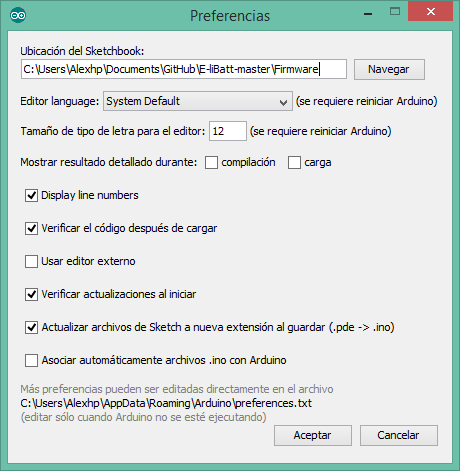 Preferencias
Ubicación del Sketchbook:
C:\Users\Alexhp\Documents\GitHub\E-liBatt-master\Firmware
Navegar
Editor language: System Default (se requiere reiniciar Arduino)
Tamaño de tipo de letra para el editor: 12 (se requiere reiniciar Arduino)
Mostrar resultado detallado durante: compilación carga
Display line numbers
Verificar el código después de cargar
Usar editor externo
Verificar actualizaciones al iniciar
Actualizar archivos de Sketch a nueva extensión al guardar (.pde -> .ino)
Asociar automáticamente archivos .ino con Arduino
Más preferencias pueden ser editadas directamente en el archivo
C:\Users\Alexhp\AppData\Roaming\Arduino\preferences.txt
(editar sólo cuando Arduino no se esté ejecutando)
Aceptar Cancelar